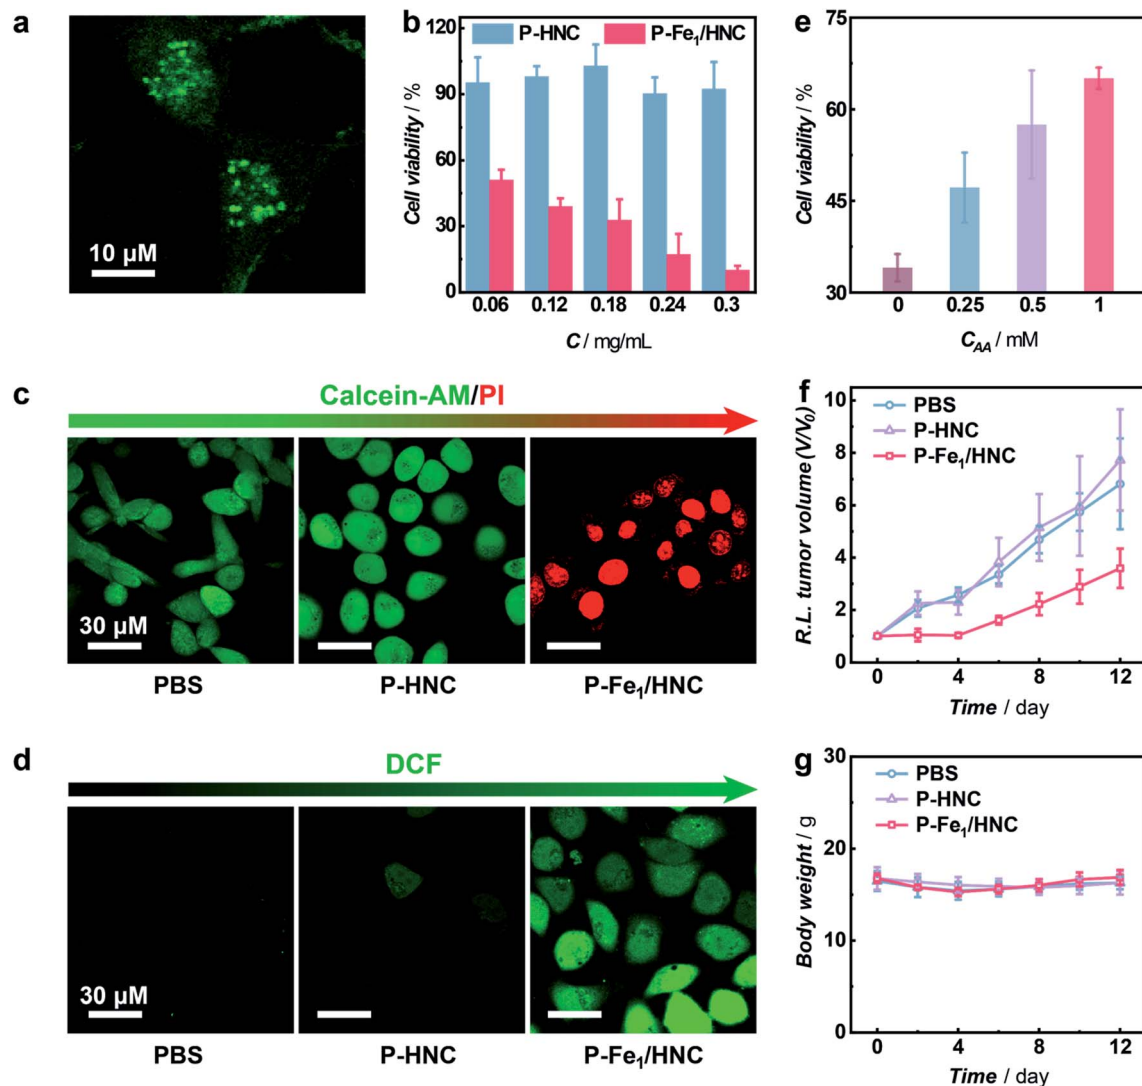 a
10 μM
b
P-HNC
P-Fe₁/HNC
Cell viability / %
120
90
60
30
0
0.06 0.12 0.18 0.24 0.3
C / mg/mL
e
Cell viability / %
75
60
45
30
0 0.25 0.5 1
C_AA / mM
c
Calcein-AM/PI
30 μM
PBS P-HNC P-Fe₁/HNC
f
PBS
P-HNC
P-Fe₁/HNC
R.L. tumor volume (V/V₀)
10
8
6
4
2
0
0 4 8 12
Time / day
d
DCF
30 μM
PBS P-HNC P-Fe₁/HNC
g
PBS
P-HNC
P-Fe₁/HNC
Body weight / g
30
20
10
0
0 4 8 12
Time / day